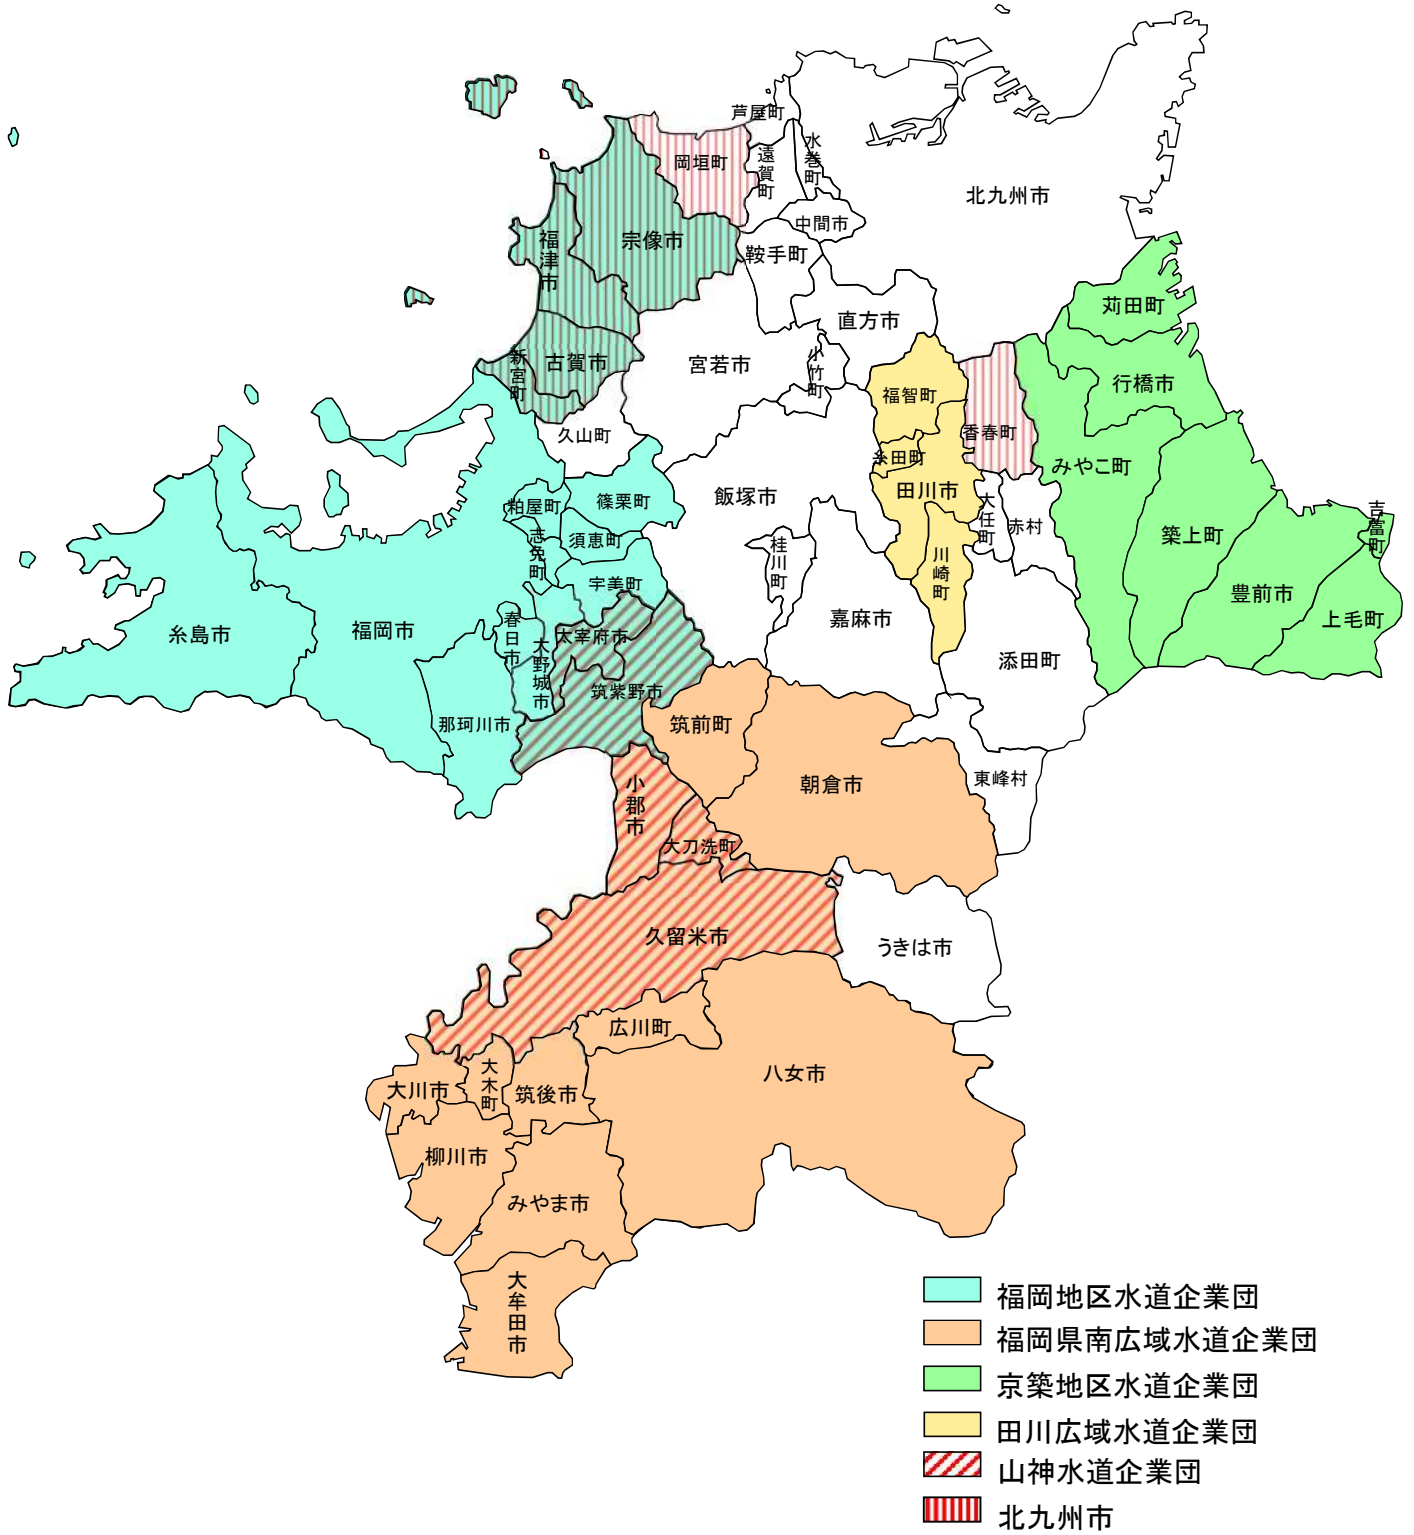 芦屋町
水巻町
遠賀町
岡垣町
北九州市
中間市
宗像市
福津市
鞍手町
苅田町
直方市
古賀市
新宮町
宮若市
小竹町
行橋市
福智町
久山町
香春町
糸田町
みやこ町
田川市
飯塚市
篠栗町
粕屋町
大任町
赤村
吉富町
築上町
須恵町
志免町
桂川町
川崎町
宇美町
豊前市
嘉麻市
上毛町
福岡市
糸島市
春日市
太宰府市
大野城市
添田町
筑紫野市
那珂川市
筑前町
東峰村
朝倉市
小郡市
大刀洗町
久留米市
うきは市
広川町
八女市
大川市
大木町
筑後市
柳川市
みやま市
大牟田市
福岡地区水道企業団
福岡県南広域水道企業団
京築地区水道企業団
田川広域水道企業団
山神水道企業団
北九州市